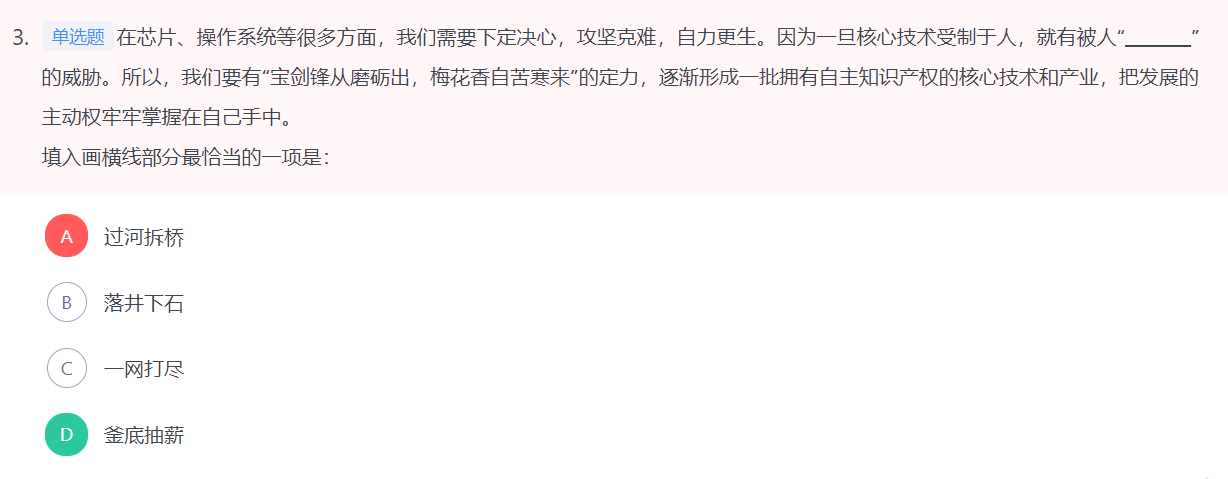 3. 单选题 在芯片、操作系统等很多方面，我们需要下定决心，攻坚克难，自力更生。因为一旦核心技术受制于人，就有被人“______”
的威胁。所以，我们要有“宝剑锋从磨砺出，梅花香自苦寒来”的定力，逐渐形成一批拥有自主知识产权的核心技术和产业，把发展的
主动权牢牢掌握在自己手中。
填入画横线部分最恰当的一项是：
A 过河拆桥
B 落井下石
C 一网打尽
D 釜底抽薪